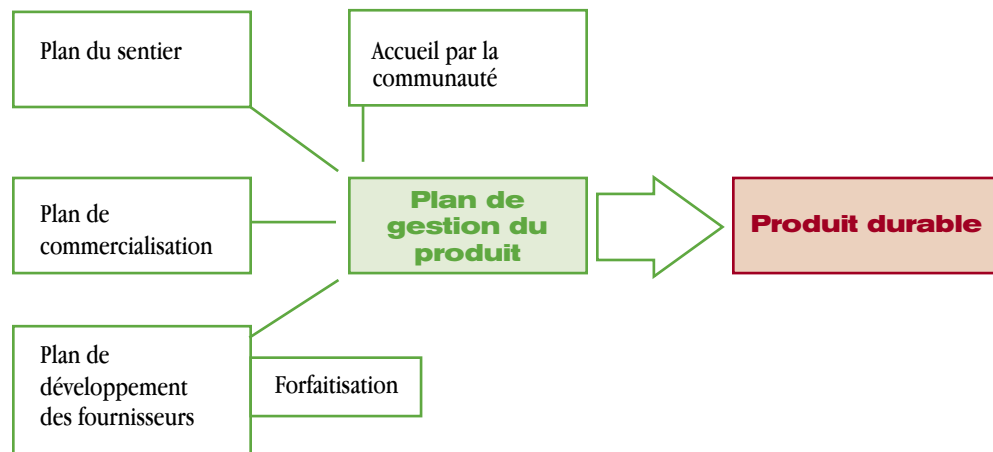 Plan du sentier
Accueil par la
communauté
Plan de
commercialisation
Plan de
gestion du
produit
Produit durable
Plan de
développement
des fournisseurs
Forfaitisation